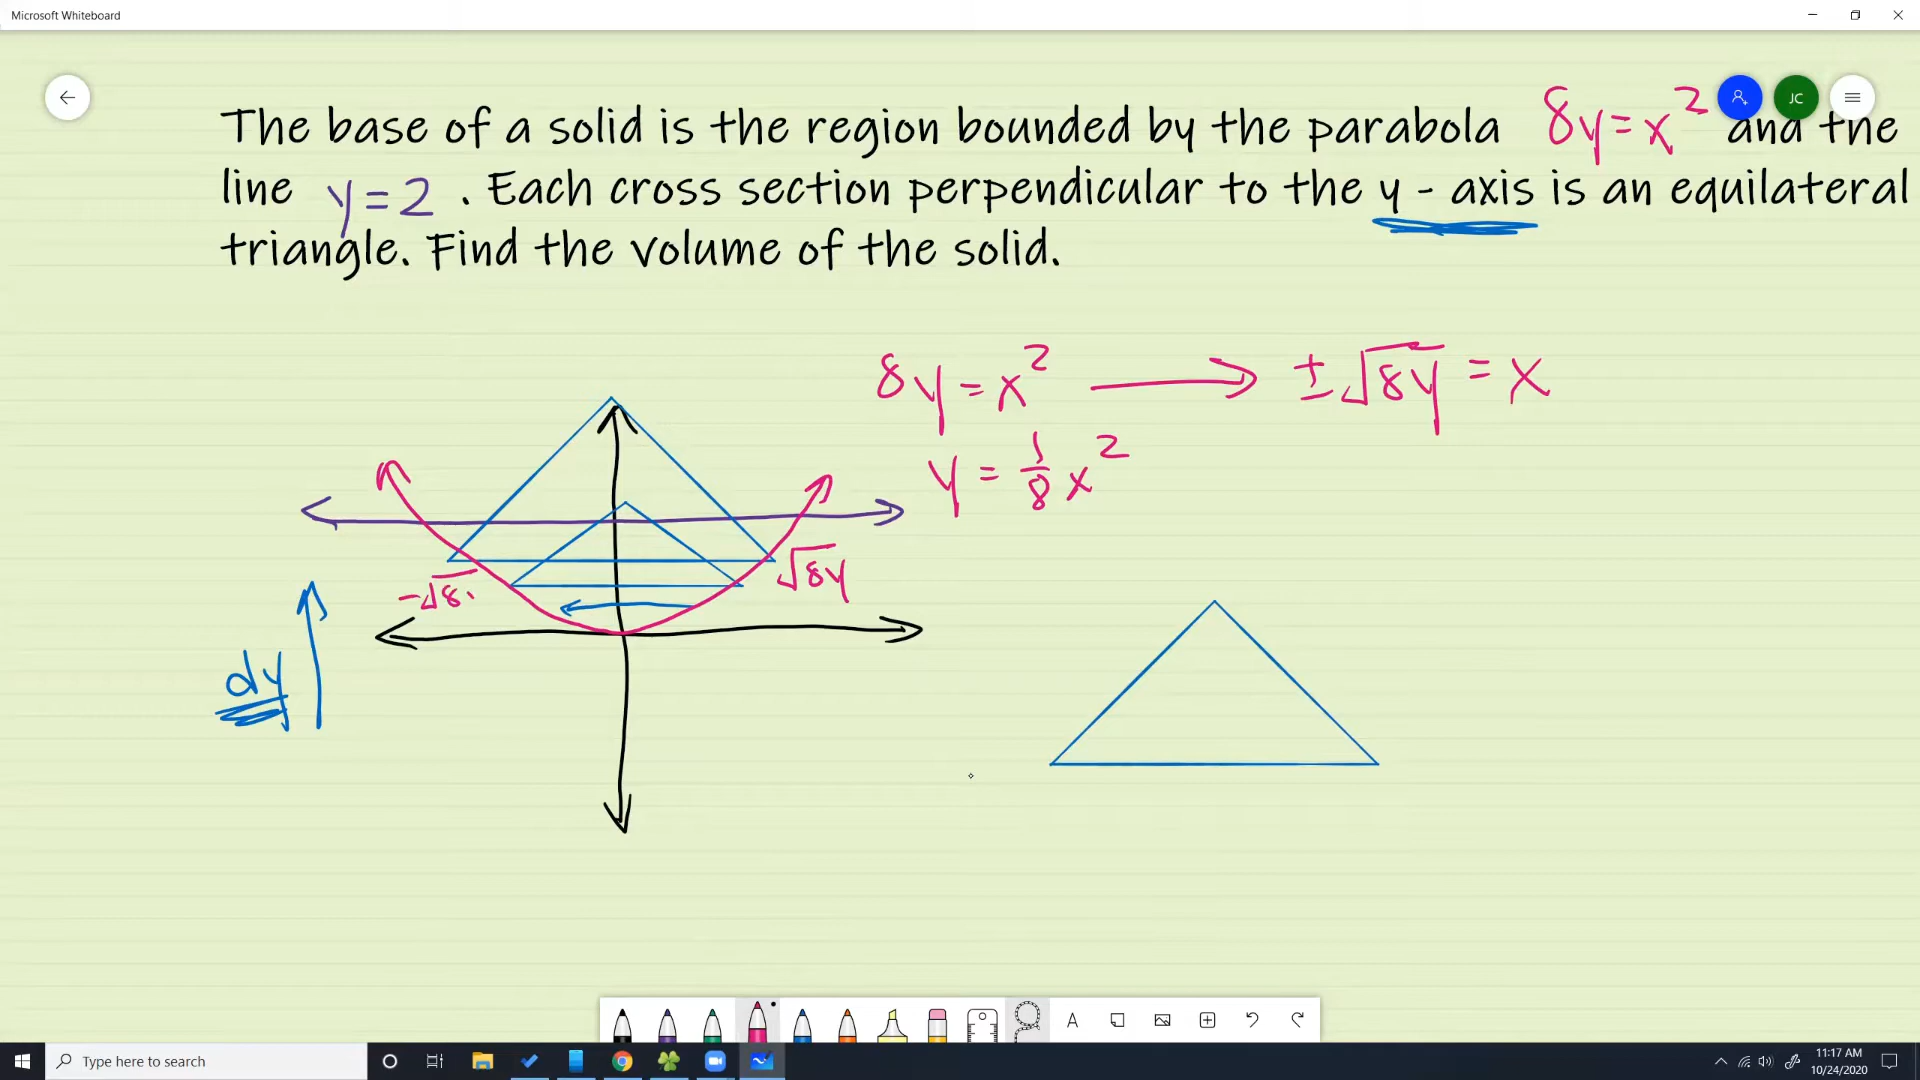 Microsoft Whiteboard
JC
The base of a solid is the region bounded by the parabola 8y=x² and the
line y=2 . Each cross section perpendicular to the y - axis is an equilateral
triangle. Find the volume of the solid.
8y=x² → ±√8y = x
y = 1/8 x²
-√8
√8y
dy
A
Type here to search
11:17 AM
10/24/2020